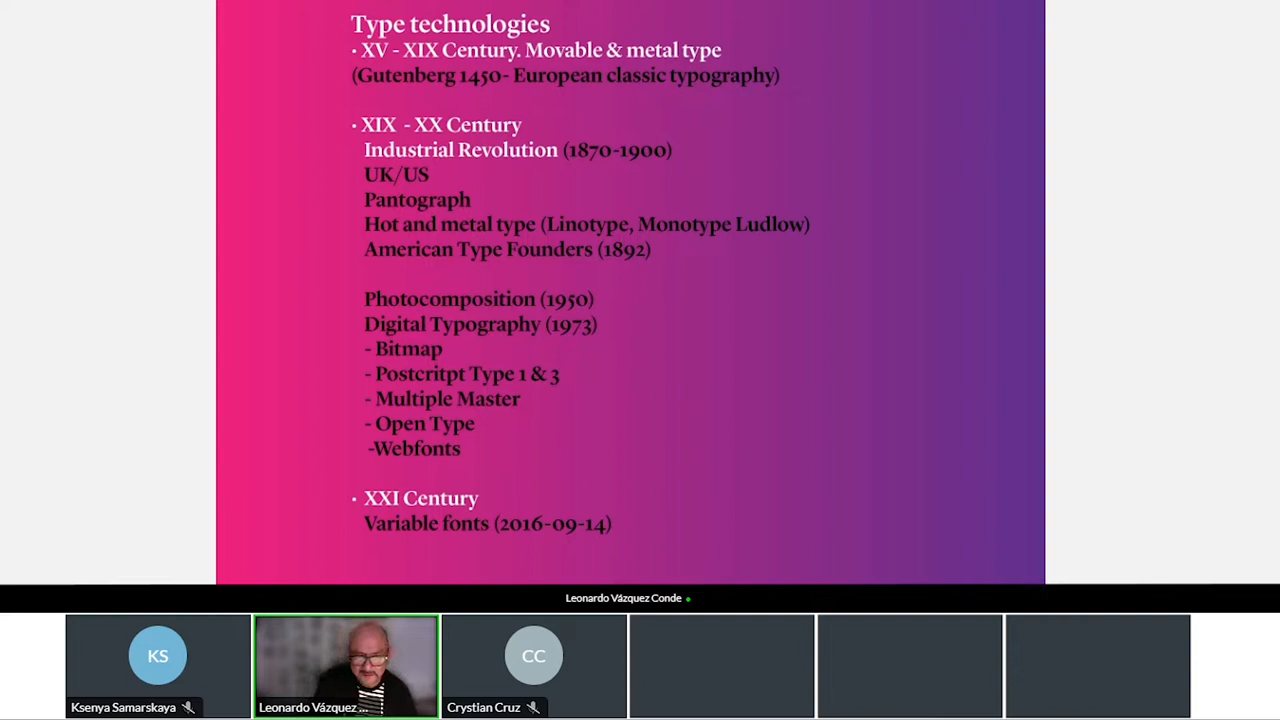 Type technologies
· XV - XIX Century. Movable & metal type
(Gutenberg 1450- European classic typography)
· XIX - XX Century
Industrial Revolution (1870-1900)
UK/US
Pantograph
Hot and metal type (Linotype, Monotype Ludlow)
American Type Founders (1892)
Photocomposition (1950)
Digital Typography (1973)
- Bitmap
- Postcritpt Type 1 & 3
- Multiple Master
- Open Type
-Webfonts
· XXI Century
Variable fonts (2016-09-14)
Leonardo Vázquez Conde
KS
CC
Ksenya Samarskaya
Leonardo Vázquez ...
Crystian Cruz